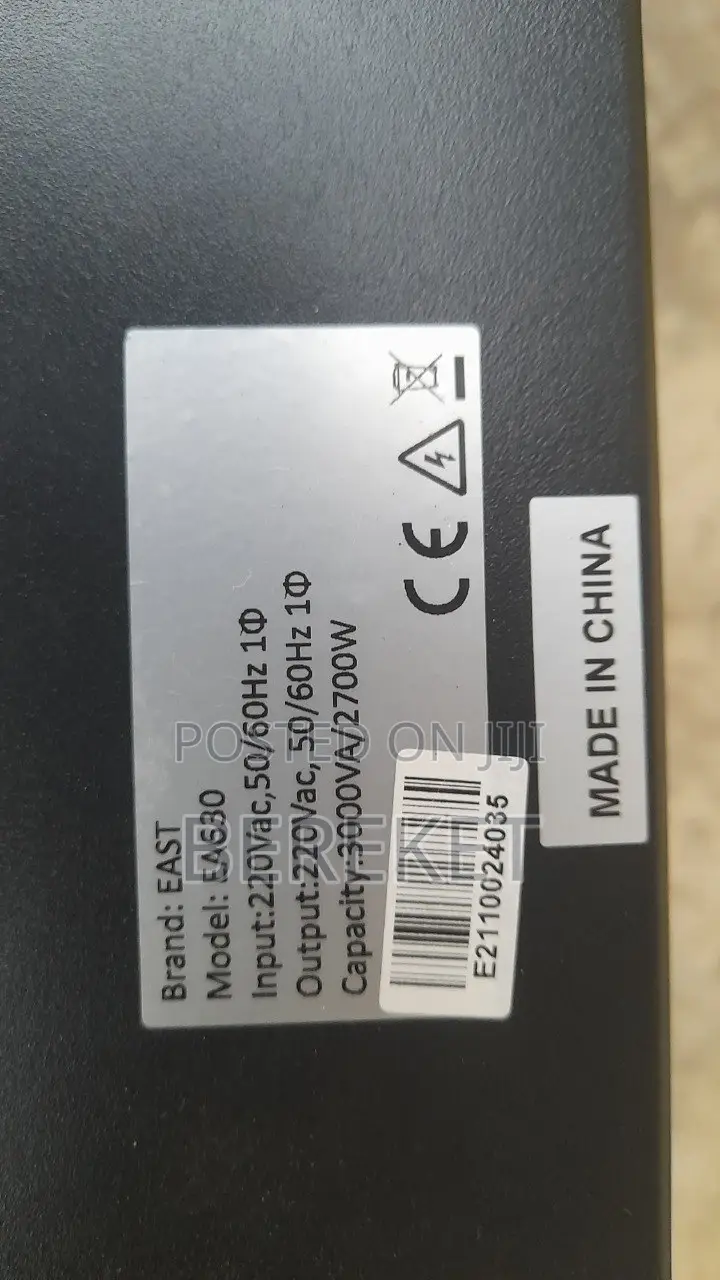 Brand: EAST
Model: EA630
Input:220Vac,50/60Hz 1Φ
Output:220Vac, 50/60Hz 1Φ
Capacity:3000VA/2700W
CE
E2110024035
MADE IN CHINA
POSTED ON JIJI
BEREKET